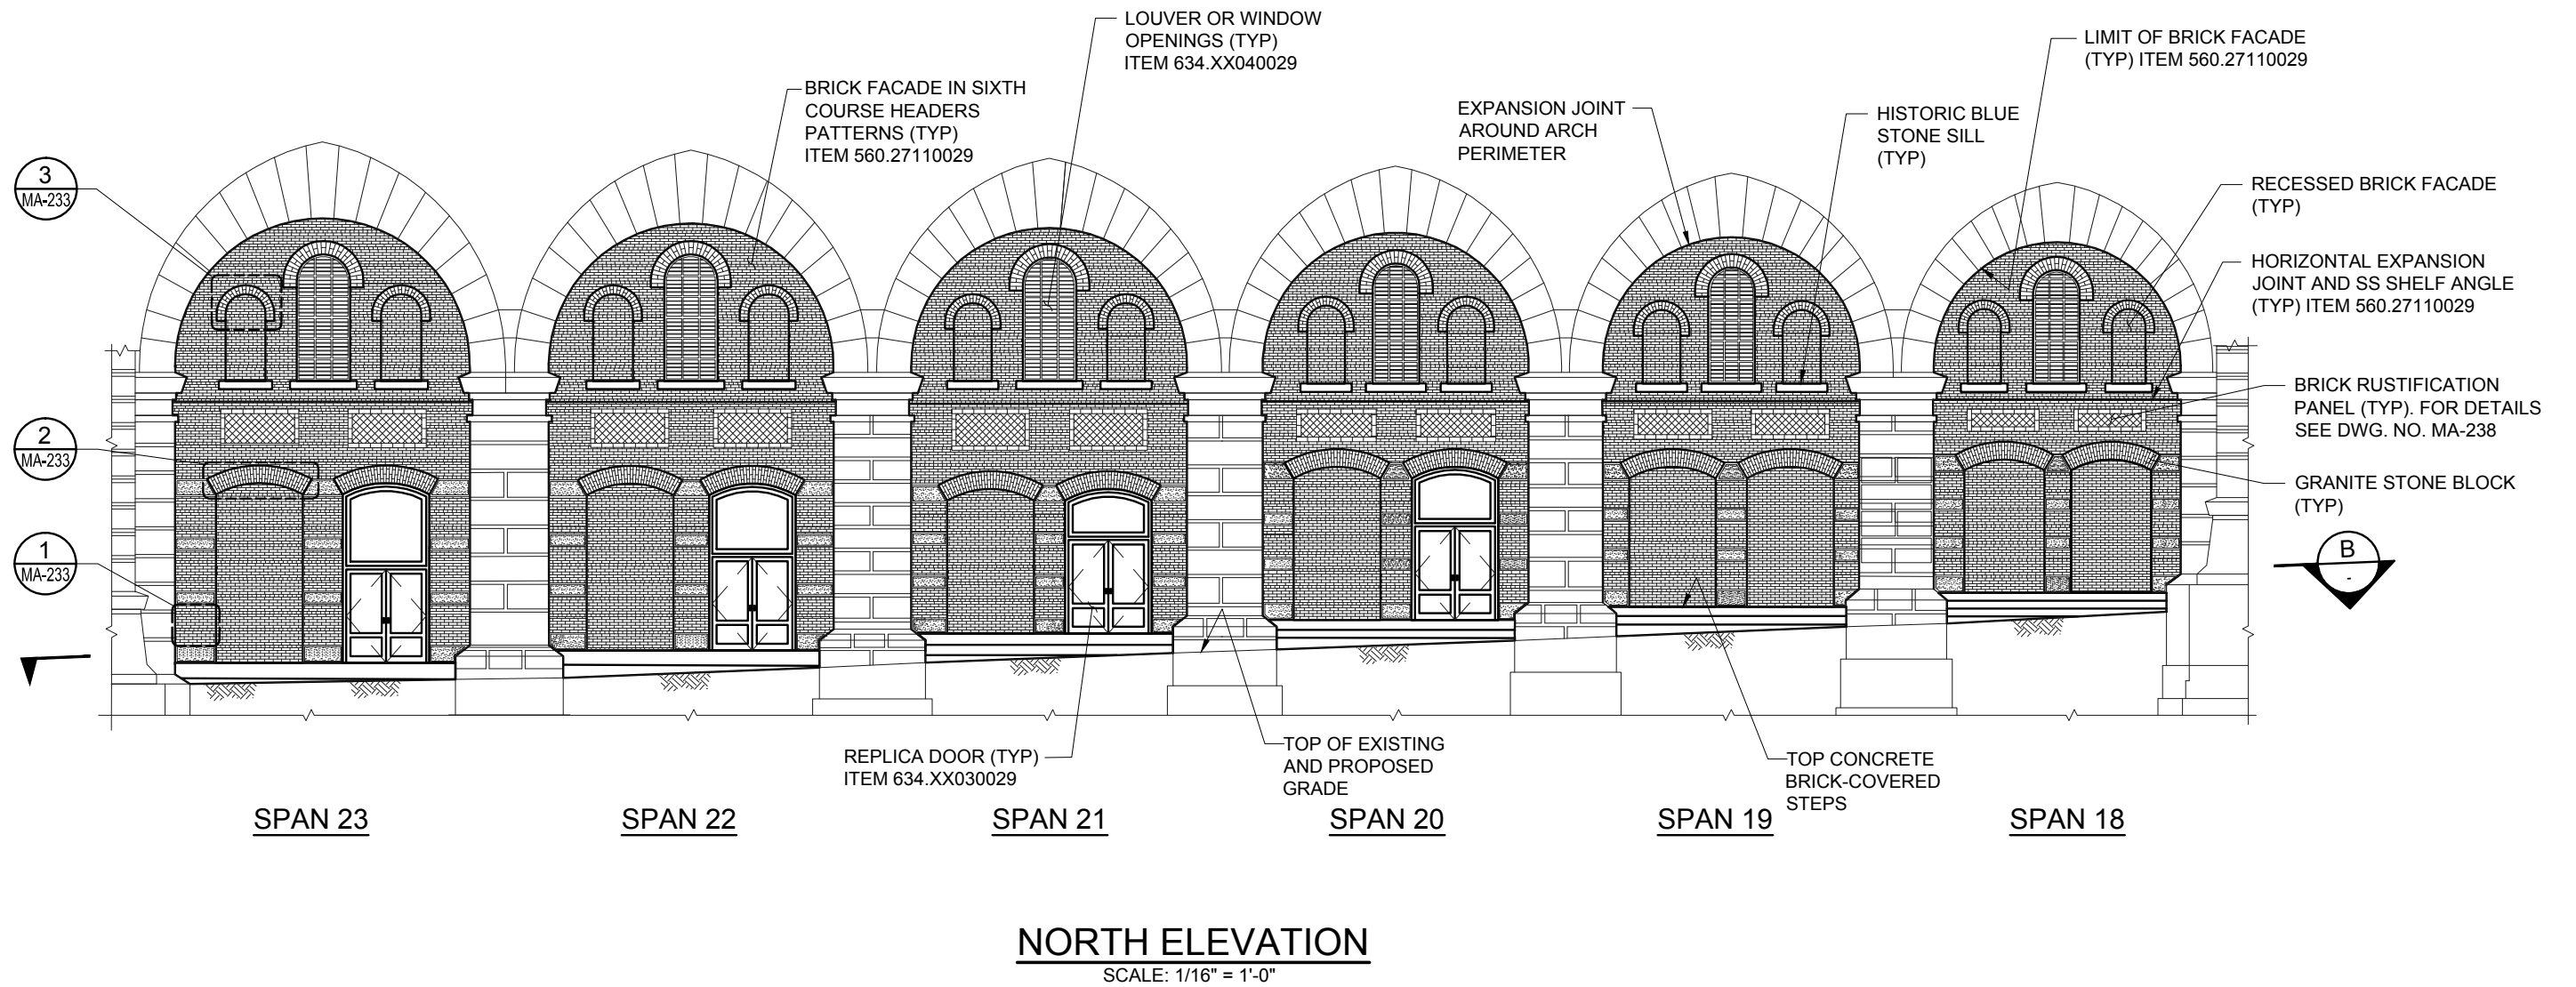 LOUVER OR WINDOW
OPENINGS (TYP)
ITEM 634.XX040029
LIMIT OF BRICK FACADE
(TYP) ITEM 560.27110029
BRICK FACADE IN SIXTH
COURSE HEADERS
PATTERNS (TYP)
ITEM 560.27110029
EXPANSION JOINT
AROUND ARCH
PERIMETER
HISTORIC BLUE
STONE SILL
(TYP)
3
MA-233
RECESSED BRICK FACADE
(TYP)
HORIZONTAL EXPANSION
JOINT AND SS SHELF ANGLE
(TYP) ITEM 560.27110029
BRICK RUSTIFICATION
PANEL (TYP). FOR DETAILS
SEE DWG. NO. MA-238
2
MA-233
GRANITE STONE BLOCK
(TYP)
1
MA-233
B
-
REPLICA DOOR (TYP)
ITEM 634.XX030029
TOP OF EXISTING
AND PROPOSED
GRADE
TOP CONCRETE
BRICK-COVERED
STEPS
SPAN 23
SPAN 22
SPAN 21
SPAN 20
SPAN 19
SPAN 18
NORTH ELEVATION
SCALE: 1/16" = 1'-0"